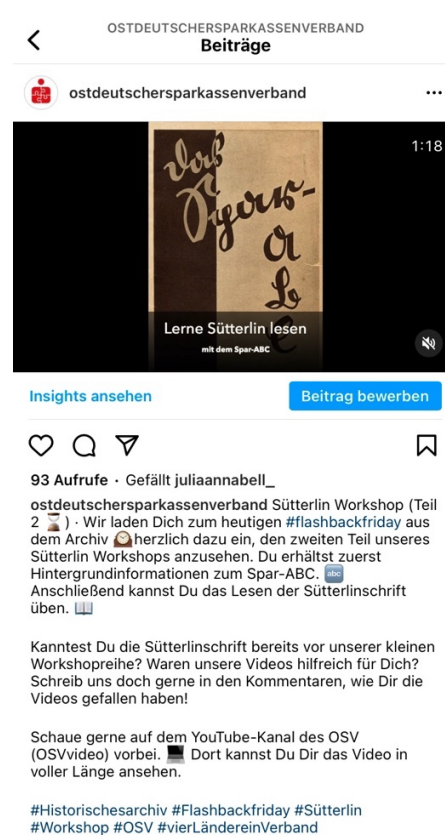 OSTDEUTSCHERSPARKASSENVERBAND
Beiträge
ostdeutschersparkassenverband
1:18
das
Spar-
A
B
C
Lerne Sütterlin lesen
mit dem Spar-ABC
Insights ansehen
Beitrag bewerben
93 Aufrufe · Gefällt juliaannabell_
ostdeutschersparkassenverband Sütterlin Workshop (Teil
2 ⏳) · Wir laden Dich zum heutigen #flashbackfriday aus
dem Archiv 🕰️herzlich dazu ein, den zweiten Teil unseres
Sütterlin Workshops anzusehen. Du erhältst zuerst
Hintergrundinformationen zum Spar-ABC. 🔤
Anschließend kannst Du das Lesen der Sütterlinschrift
üben. 📖
Kanntest Du die Sütterlinschrift bereits vor unserer kleinen
Workshopreihe? Waren unsere Videos hilfreich für Dich?
Schreib uns doch gerne in den Kommentaren, wie Dir die
Videos gefallen haben!
Schaue gerne auf dem YouTube-Kanal des OSV
(OSVvideo) vorbei. 💻 Dort kannst Du Dir das Video in
voller Länge ansehen.
#Historischesarchiv #Flashbackfriday #Sütterlin
#Workshop #OSV #vierLändereinVerband